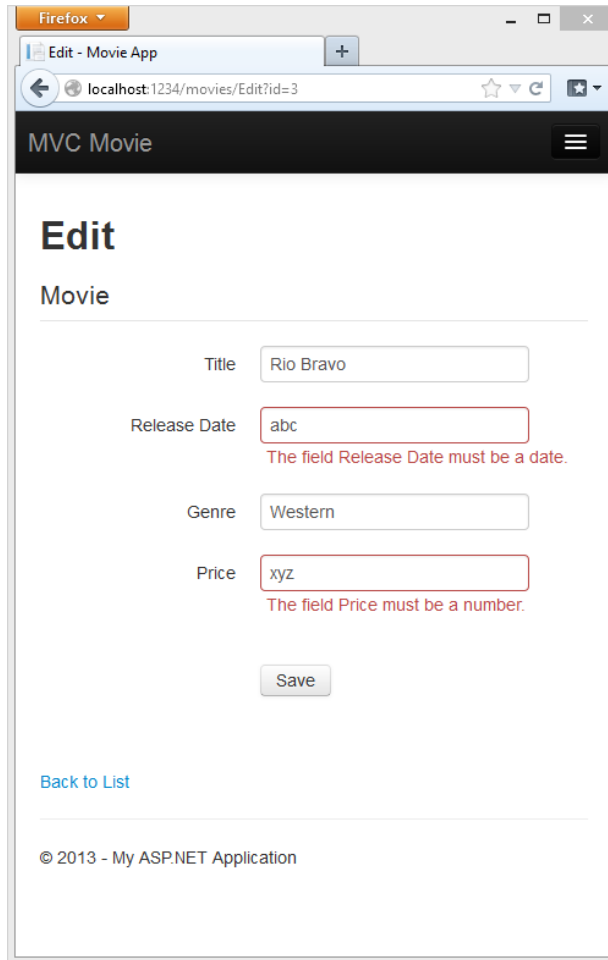 Firefox
Edit - Movie App
localhost:1234/movies/Edit?id=3
MVC Movie
Edit
Movie
Title Rio Bravo
Release Date abc
The field Release Date must be a date.
Genre Western
Price xyz
The field Price must be a number.
Save
Back to List
© 2013 - My ASP.NET Application